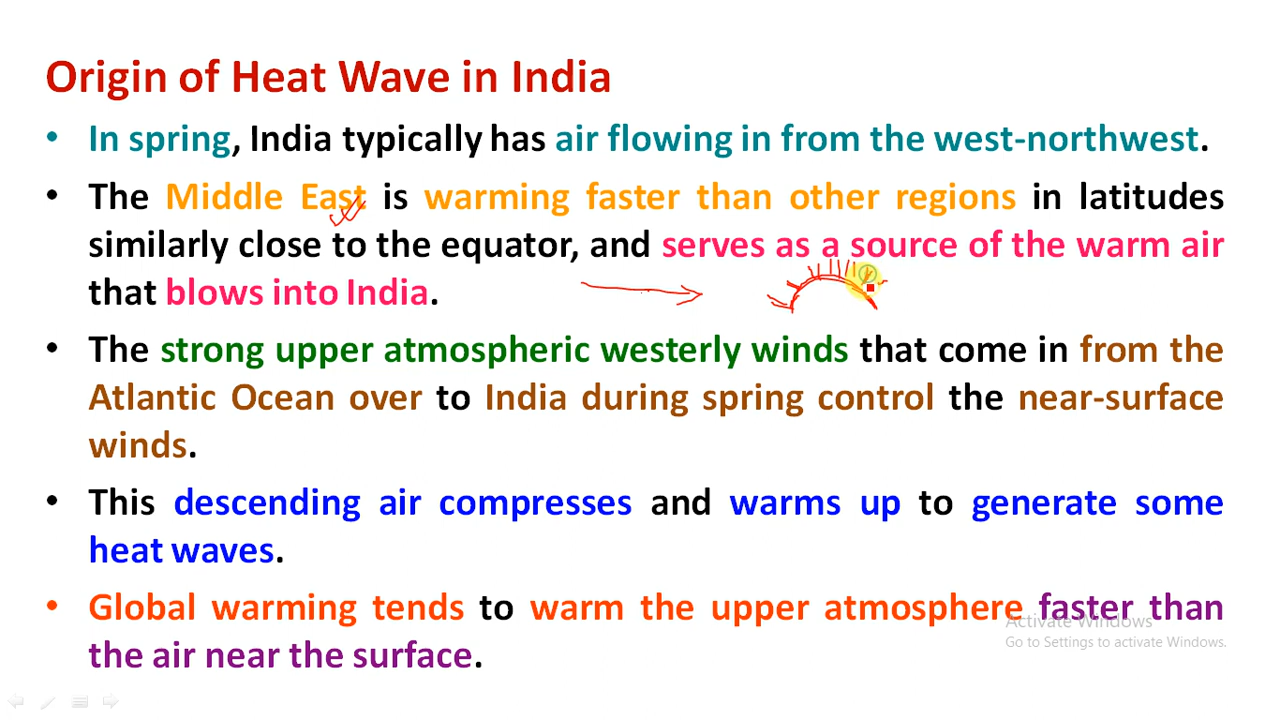 Origin of Heat Wave in India
• In spring, India typically has air flowing in from the west-northwest.
• The Middle East is warming faster than other regions in latitudes
similarly close to the equator, and serves as a source of the warm air
that blows into India.
• The strong upper atmospheric westerly winds that come in from the
Atlantic Ocean over to India during spring control the near-surface
winds.
• This descending air compresses and warms up to generate some
heat waves.
• Global warming tends to warm the upper atmosphere faster than
the air near the surface.
Activate Windows
Go to Settings to activate Windows.